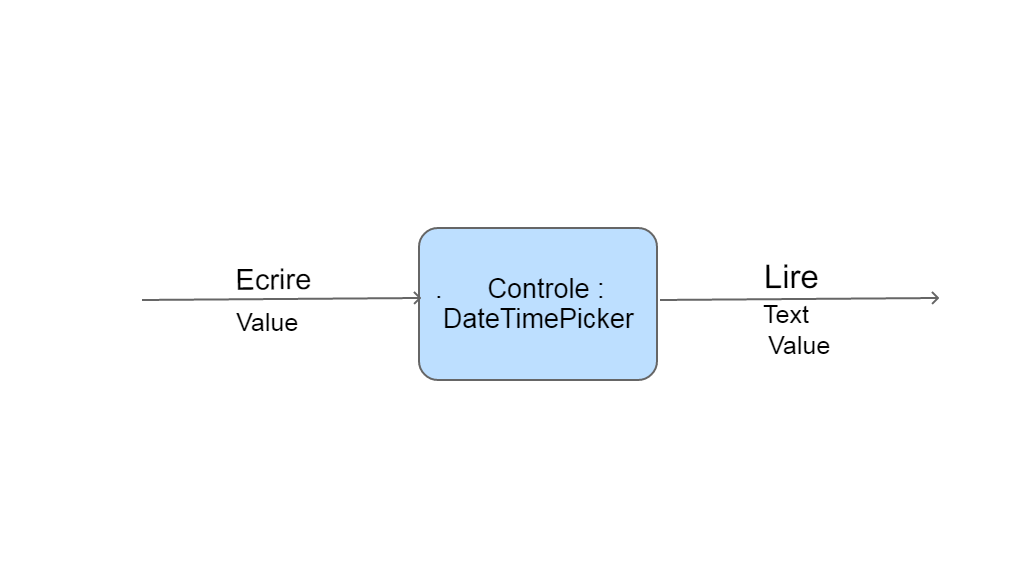 Ecrire
Value
. Controle :
DateTimePicker
Lire
Text
Value